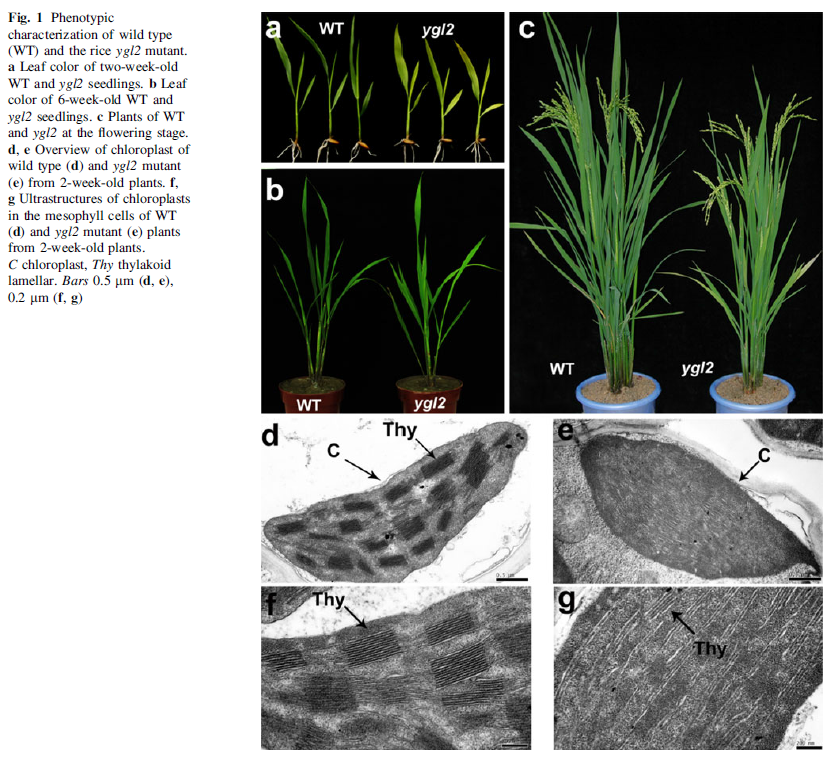 Fig. 1 Phenotypic
characterization of wild type
(WT) and the rice ygl2 mutant.
a Leaf color of two-week-old
WT and ygl2 seedlings. b Leaf
color of 6-week-old WT and
ygl2 seedlings. c Plants of WT
and ygl2 at the flowering stage.
d, e Overview of chloroplast of
wild type (d) and ygl2 mutant
(e) from 2-week-old plants. f,
g Ultrastructures of chloroplasts
in the mesophyll cells of WT
(d) and ygl2 mutant (e) plants
from 2-week-old plants.
C chloroplast, Thy thylakoid
lamellar. Bars 0.5 μm (d, e),
0.2 μm (f, g)
a WT ygl2
b
WT ygl2
c
WT ygl2
d C Thy
e C
f Thy
g Thy